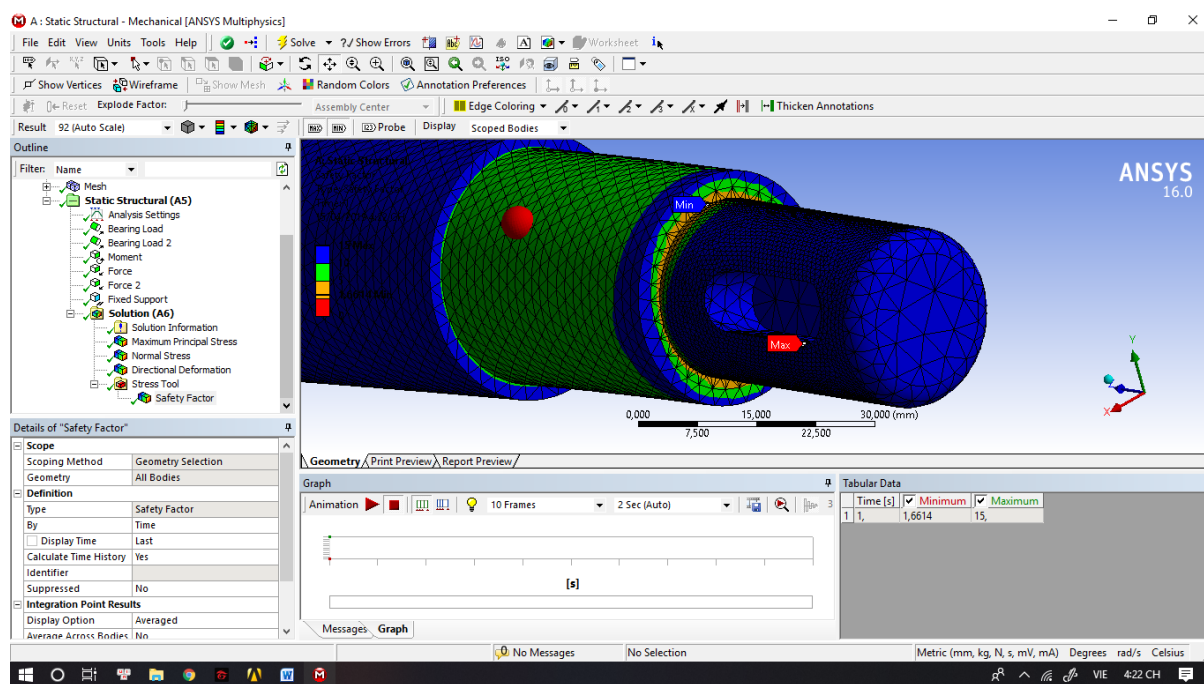 A : Static Structural - Mechanical [ANSYS Multiphysics]
File Edit View Units Tools Help Solve ?/ Show Errors Worksheet
Show Vertices Wireframe Show Mesh Random Colors Annotation Preferences
Reset Explode Factor: Assembly Center Edge Coloring Thicken Annotations
Result 92 (Auto Scale) MAX MIN Probe Display Scoped Bodies
Outline
Filter: Name
Mesh
Static Structural (A5)
Analysis Settings
Bearing Load
Bearing Load 2
Moment
Force
Force 2
Fixed Support
Solution (A6)
Solution Information
Maximum Principal Stress
Normal Stress
Directional Deformation
Stress Tool
Safety Factor
Min
Max
ANSYS
16.0
Y
X
0,000 15,000 30,000 (mm)
7,500 22,500
Geometry Print Preview Report Preview
Details of "Safety Factor"
Scope
Scoping Method Geometry Selection
Geometry All Bodies
Definition
Type Safety Factor
By Time
Display Time Last
Calculate Time History Yes
Identifier
Suppressed No
Integration Point Results
Display Option Averaged
Average Across Bodies No
Graph
Animation 10 Frames 2 Sec (Auto) 3
[s]
Messages Graph
Tabular Data
Time [s] Minimum Maximum
1 1, 1,6614 15,
No Messages No Selection Metric (mm, kg, N, s, mV, mA) Degrees rad/s Celsius
VIE 4:22 CH